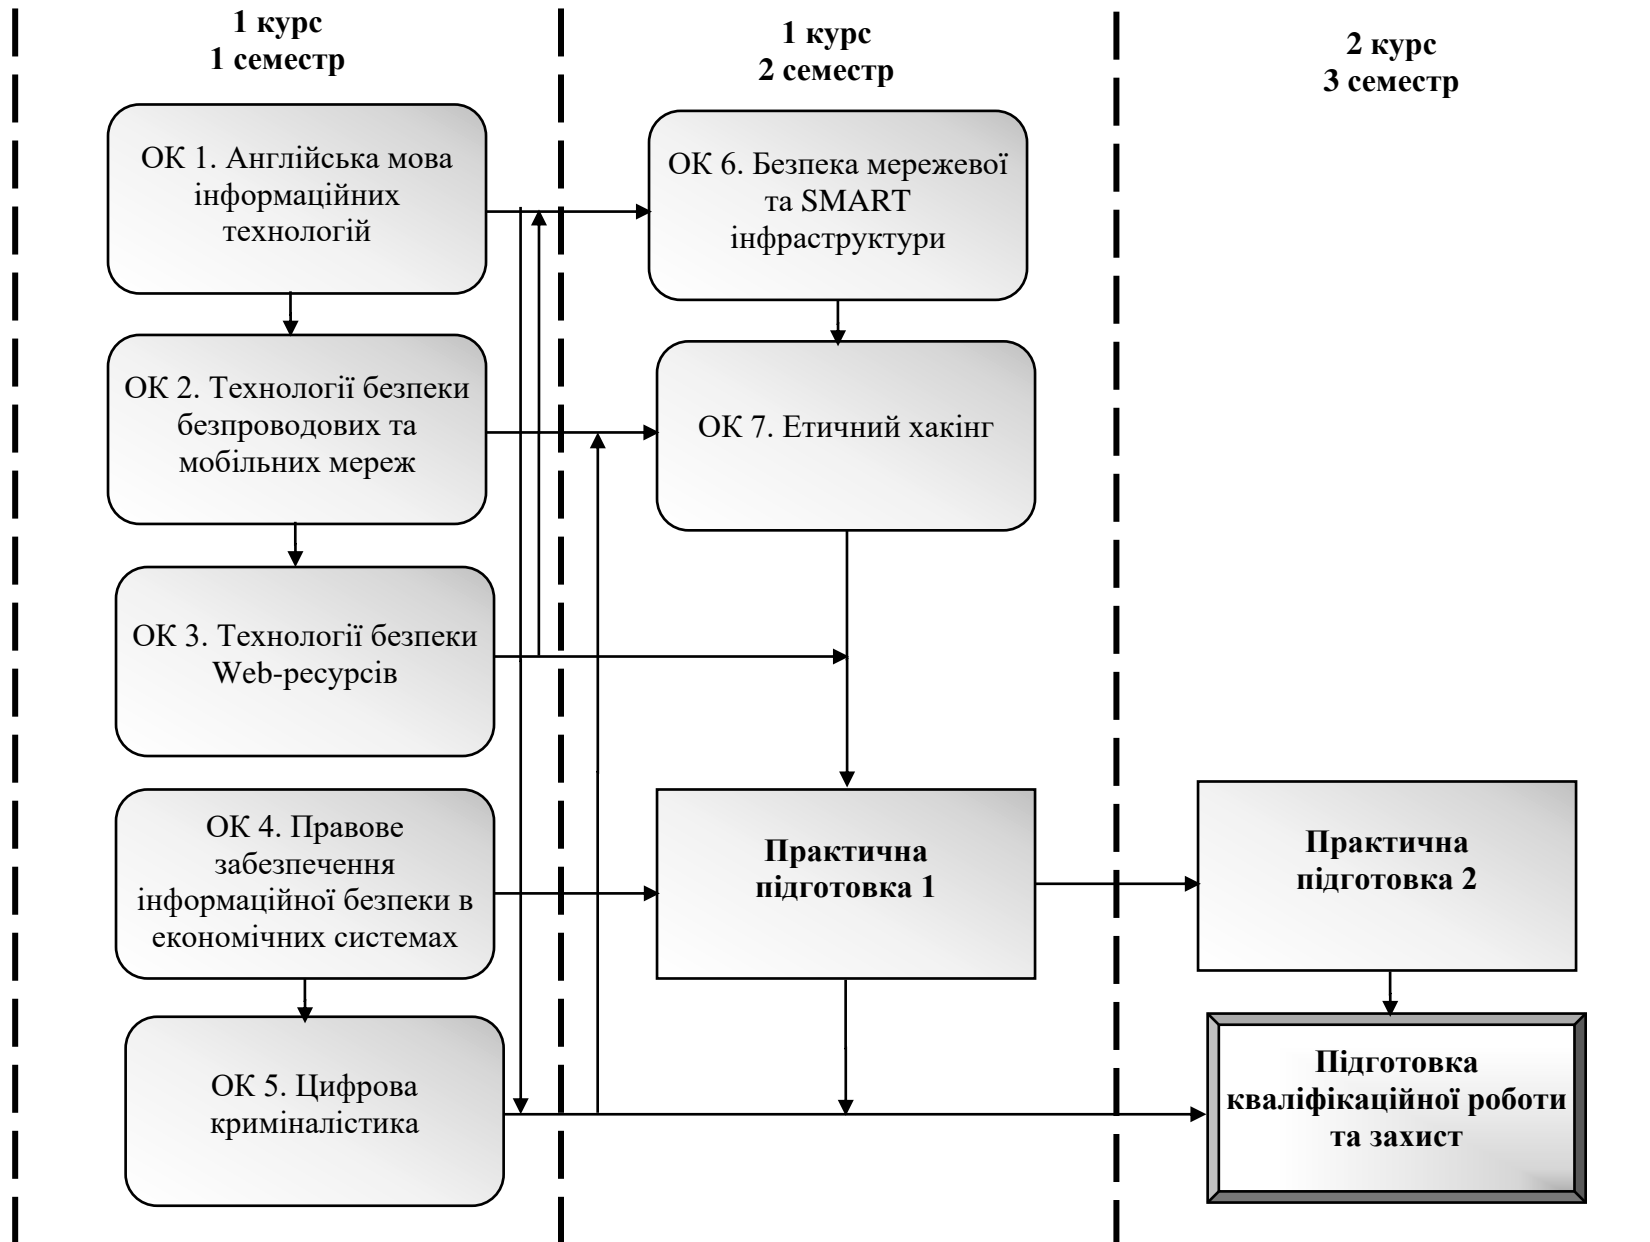 1 курс
1 семестр
1 курс
2 семестр
2 курс
3 семестр
ОК 1. Англійська мова
інформаційних
технологій
ОК 2. Технології безпеки
безпроводових та
мобільних мереж
ОК 3. Технології безпеки
Web-ресурсів
ОК 4. Правове
забезпечення
інформаційної безпеки в
економічних системах
ОК 5. Цифрова
криміналістика
ОК 6. Безпека мережевої
та SMART
інфраструктури
ОК 7. Етичний хакінг
Практична
підготовка 1
Практична
підготовка 2
Підготовка
кваліфікаційної роботи
та захист